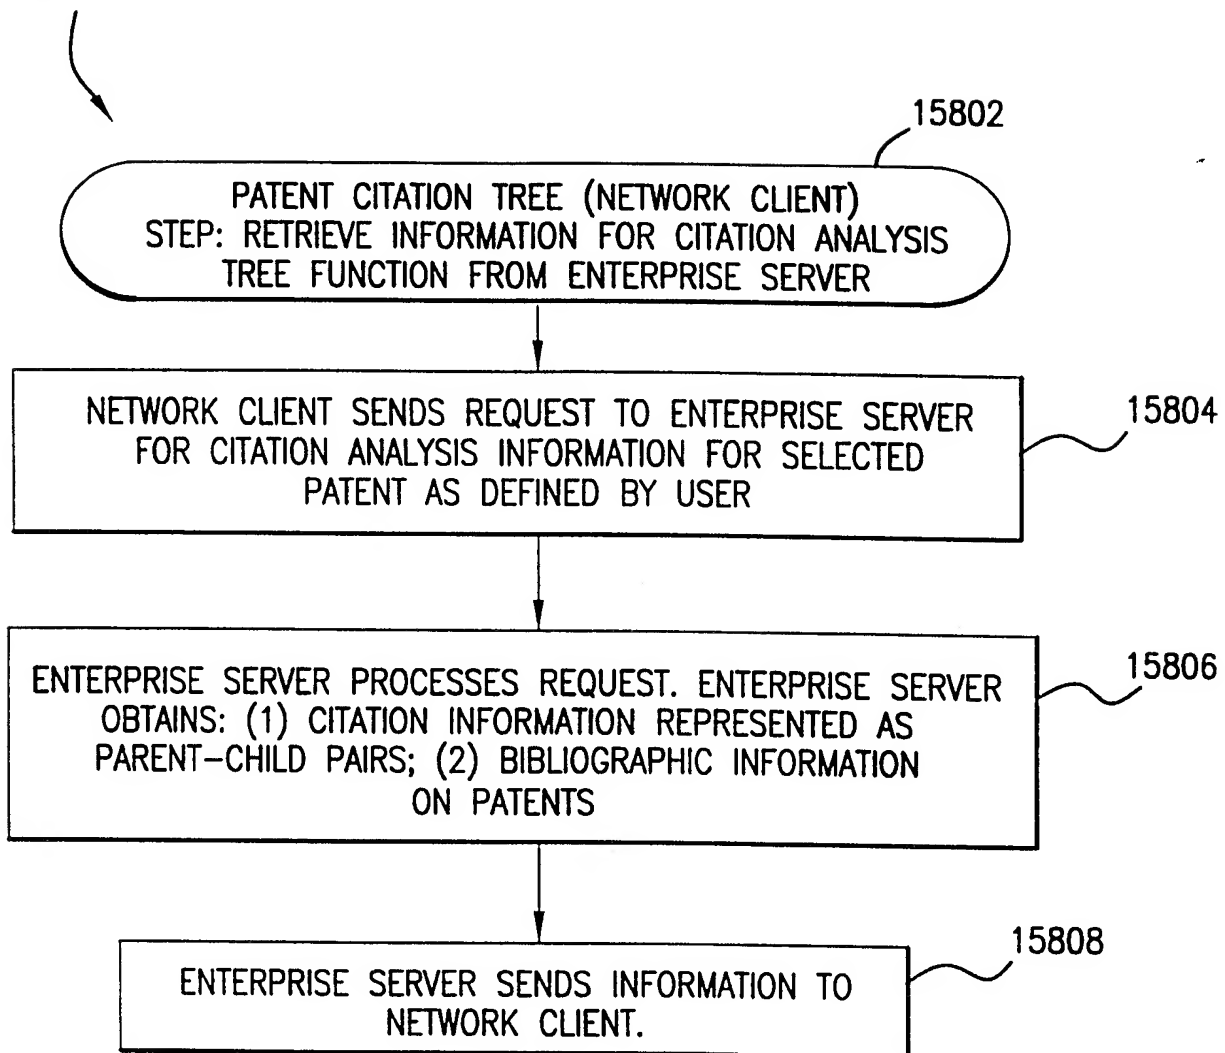 15802
PATENT CITATION TREE (NETWORK CLIENT)
STEP: RETRIEVE INFORMATION FOR CITATION ANALYSIS
TREE FUNCTION FROM ENTERPRISE SERVER
NETWORK CLIENT SENDS REQUEST TO ENTERPRISE SERVER
FOR CITATION ANALYSIS INFORMATION FOR SELECTED
PATENT AS DEFINED BY USER
15804
ENTERPRISE SERVER PROCESSES REQUEST. ENTERPRISE SERVER
OBTAINS: (1) CITATION INFORMATION REPRESENTED AS
PARENT–CHILD PAIRS; (2) BIBLIOGRAPHIC INFORMATION
ON PATENTS
15806
ENTERPRISE SERVER SENDS INFORMATION TO
NETWORK CLIENT.
15808